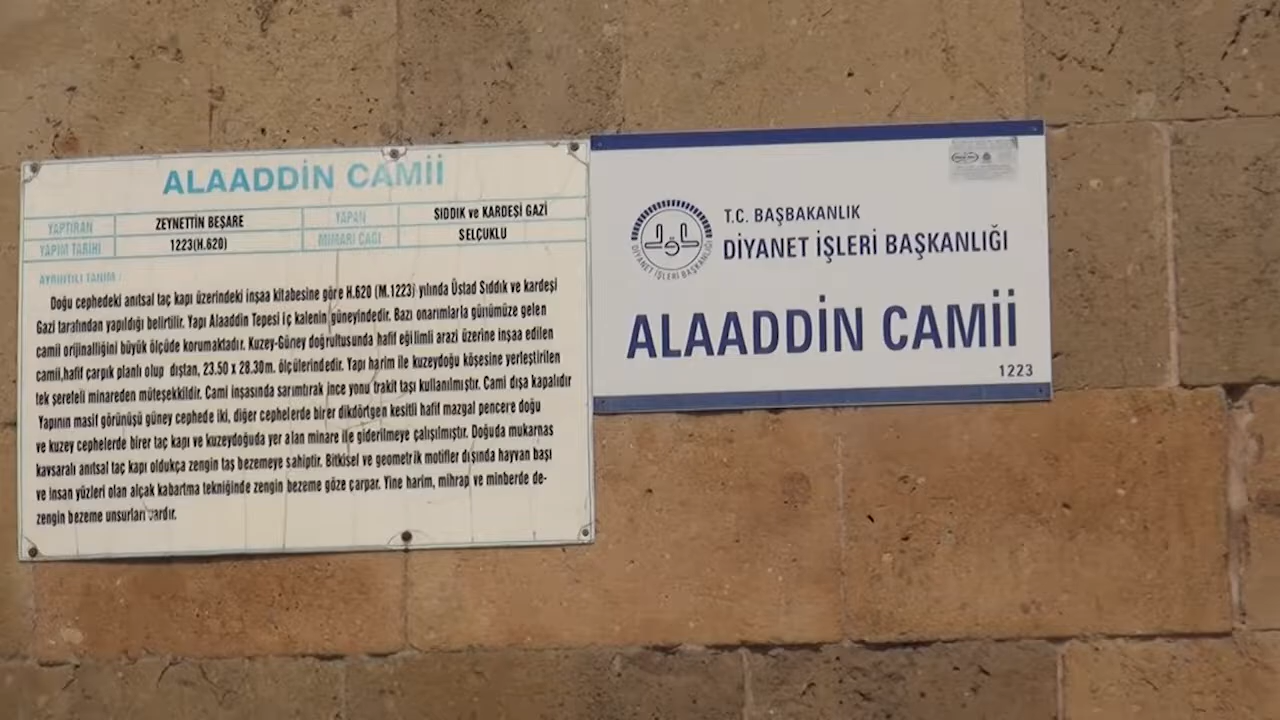 ALAADDİN CAMİİ
YAPTIRAN ZEYNETTİN BEŞARE YAPAN SIDDIK ve KARDEŞİ GAZİ
YAPIM TARİHİ 1223(H.620) MİMARİ ÇAĞI SELÇUKLU
AYRINTILI TANIM :
Doğu cephedeki anıtsal taç kapı üzerindeki inşaa kitabesine göre H.620 (M.1223) yılında Üstad Sıddık ve kardeşi
Gazi tarafından yapıldığı belirtilir. Yapı Alaaddin Tepesi iç kalenin güneyindedir. Bazı onarımlarla günümüze gelen
camii orijinalliğini büyük ölçüde korumaktadır. Kuzey-Güney doğrultusunda hafif eğilimli arazi üzerine inşaa edilen
camii,hafif çarpık planlı olup dıştan, 23.50 x 28.30m. ölçülerindedir. Yapı harim ile kuzeydoğu köşesine yerleştirilen
tek şereleli minareden müteşekkildir. Cami inşasında sarımtırak ince yonu trakit taşı kullanılmıştır. Cami dışa kapalıdır
Yapının masif görünüşü güney cephede iki, diğer cephelerde birer dikdörtgen kesitli hafif mazgal pencere doğu
ve kuzey cephelerde birer taç kapı ve kuzeydoğuda yer alan minare ile giderilmeye çalışılmıştır. Doğuda mukarnas
kavsaralı anıtsal taç kapı oldukça zengin taş bezemeye sahiptir. Bitkisel ve geometrik motifler dışında hayvan başı
ve insan yüzleri olan alçak kabartma tekniğinde zengin bezeme göze çarpar. Yine harim, mihrap ve minberde de-
zengin bezeme unsurları vardır.
DİYANET İŞLERİ BAŞKANLIĞI
T.C. BAŞBAKANLIK
DİYANET İŞLERİ BAŞKANLIĞI
ALAADDİN CAMİİ
1223